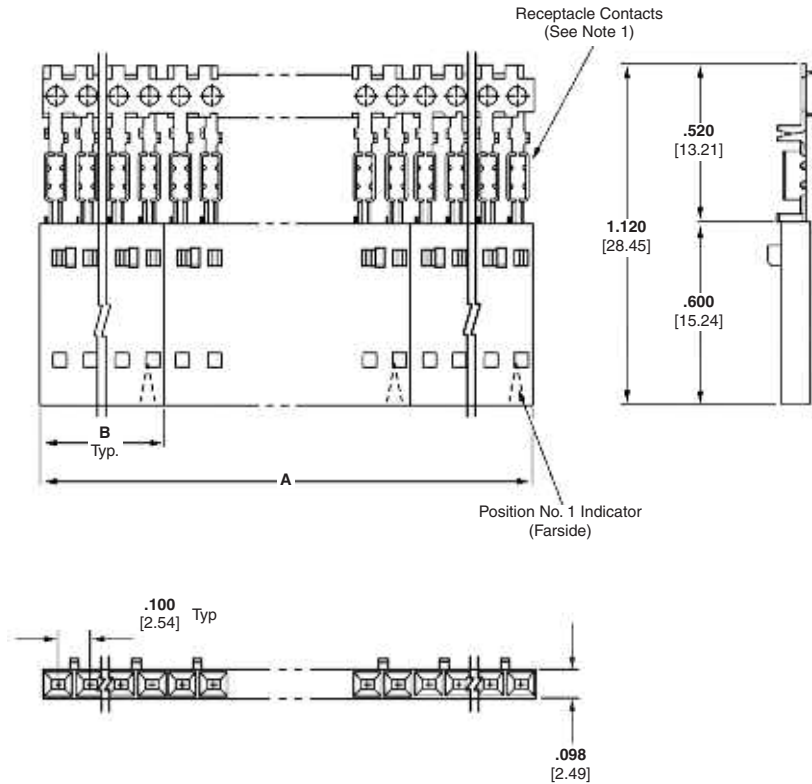 Receptacle Contacts
(See Note 1)
.520
[13.21]
1.120
[28.45]
.600
[15.24]
B
Typ.
A
Position No. 1 Indicator
(Farside)
.100
[2.54]
Typ
.098
[2.49]